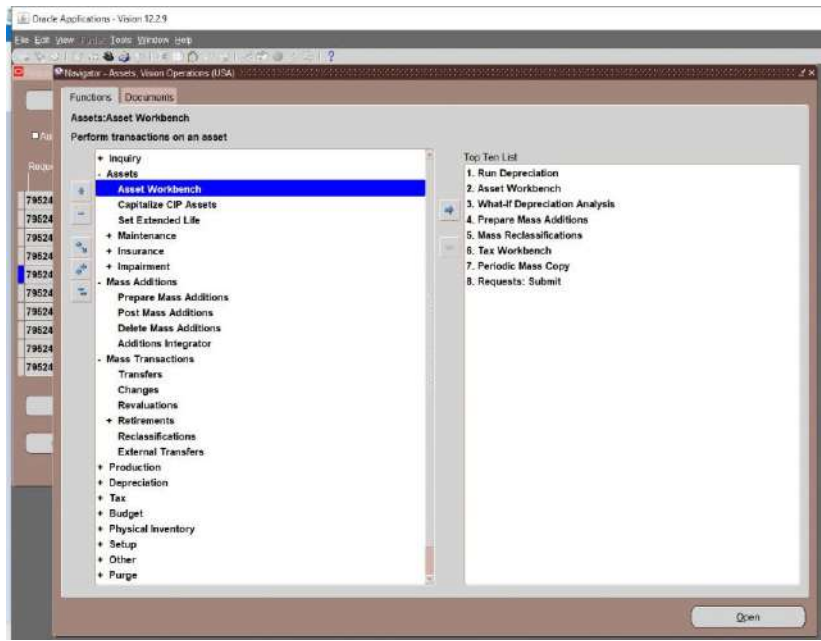 Oracle Applications - Vision 12.2.9
File Edit View Tools Window Help
Navigator - Assets, Vision Operations (USA)
Functions Documents
Assets:Asset Workbench
Perform transactions on an asset
+ Inquiry
- Assets
Asset Workbench
Capitalize CIP Assets
Set Extended Life
+ Maintenance
+ Insurance
+ Impairment
- Mass Additions
Prepare Mass Additions
Post Mass Additions
Delete Mass Additions
Additions Integrator
- Mass Transactions
Transfers
Changes
Revaluations
+ Retirements
Reclassifications
External Transfers
+ Production
+ Depreciation
+ Tax
+ Budget
+ Physical Inventory
+ Setup
+ Other
+ Purge
Top Ten List
1. Run Depreciation
2. Asset Workbench
3. What-If Depreciation Analysis
4. Prepare Mass Additions
5. Mass Reclassifications
6. Tax Workbench
7. Periodic Mass Copy
8. Requests: Submit
79524
79524
79524
79524
79524
79524
79524
79524
79524
79524
Open